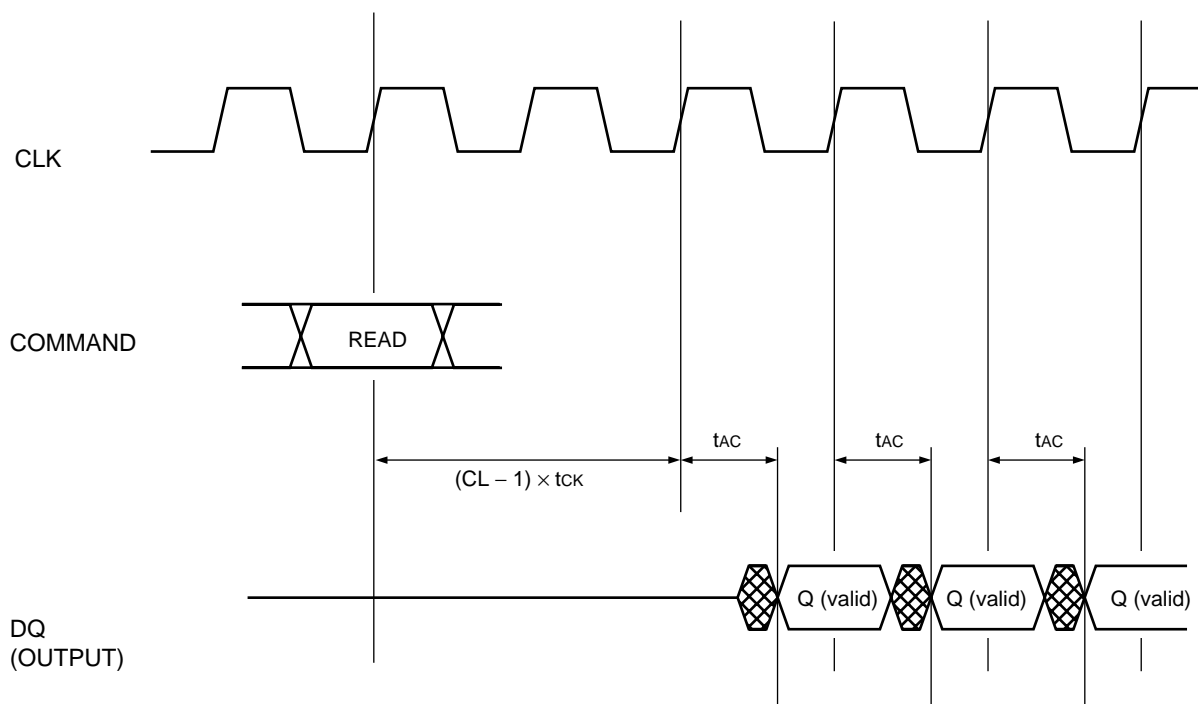 CLK
COMMAND
READ
tAC
tAC
tAC
(CL – 1) × tCK
Q (valid)
Q (valid)
Q (valid)
DQ
(OUTPUT)